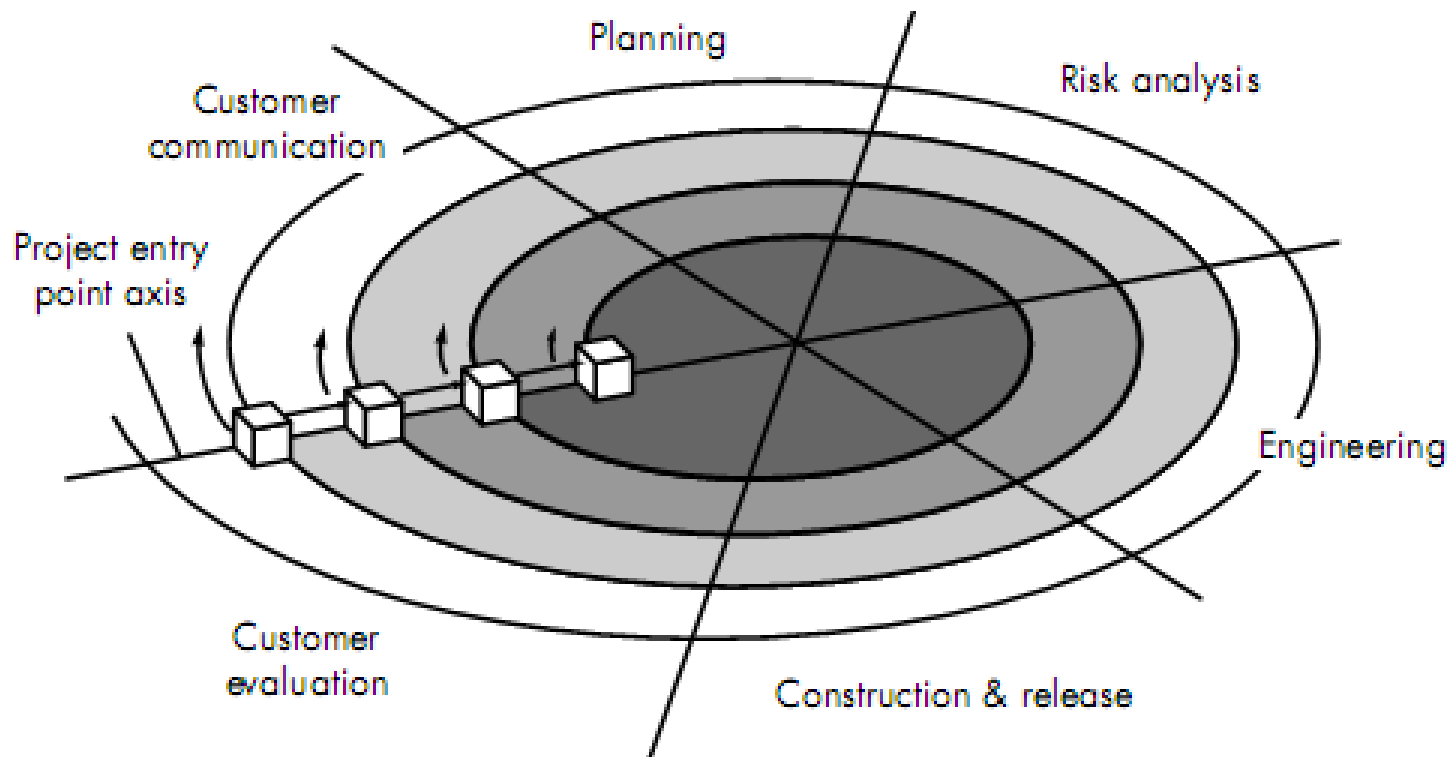 Planning
Risk analysis
Customer
communication
Project entry
point axis
Engineering
Customer
evaluation
Construction & release